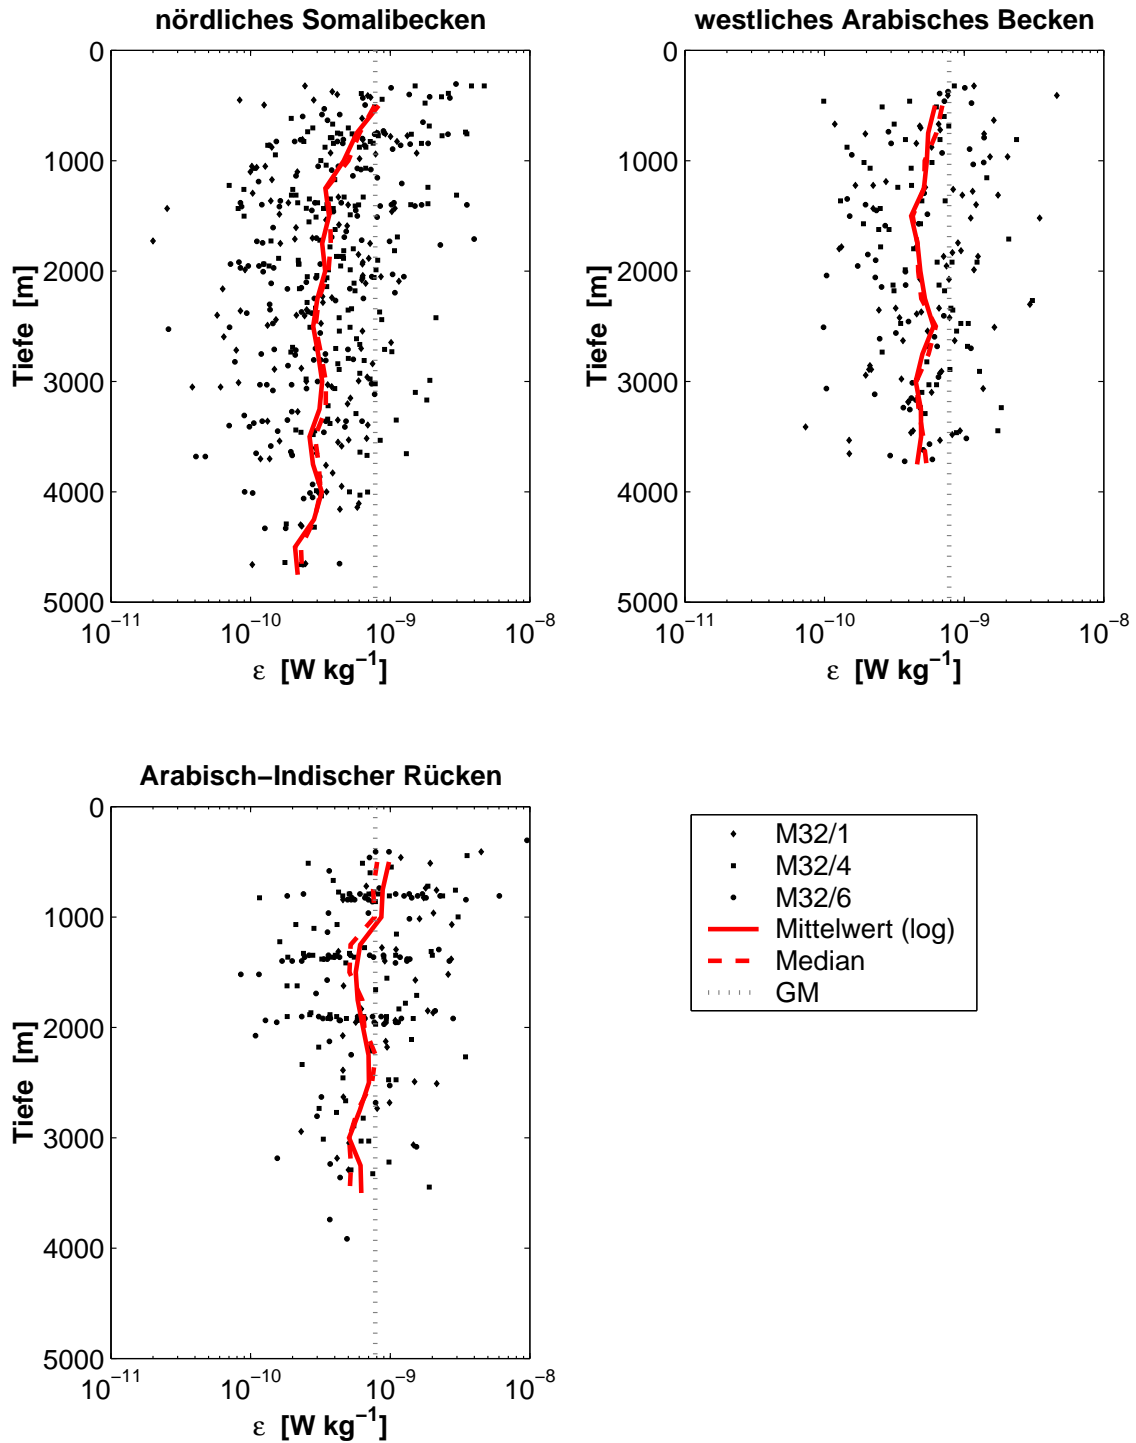 nördliches Somalibecken
westliches Arabisches Becken
0
1000
2000
3000
4000
5000
Tiefe [m]
10⁻¹¹
10⁻¹⁰
10⁻⁹
10⁻⁸
ε [W kg⁻¹]
0
1000
2000
3000
4000
5000
Tiefe [m]
10⁻¹¹
10⁻¹⁰
10⁻⁹
10⁻⁸
ε [W kg⁻¹]
Arabisch−Indischer Rücken
0
1000
2000
3000
4000
5000
Tiefe [m]
10⁻¹¹
10⁻¹⁰
10⁻⁹
10⁻⁸
ε [W kg⁻¹]
M32/1
M32/4
M32/6
Mittelwert (log)
Median
GM